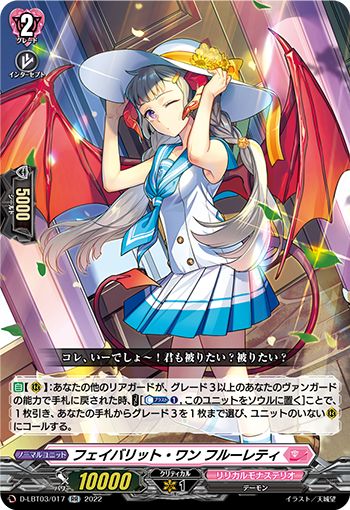 2
グレード
インターセプト
5000
シールド
コレ、いーでしょ～！君も被りたい？被りたい？
自【R】：あなたの他のリアガードが、グレード３以上のあなたのヴァンガード
の能力で手札に戻された時、【コスト】[CB1，このユニットをソウルに置く]ことで、
１枚引き、あなたの手札からグレード３を１枚まで選び、ユニットのいない R
にコールする。
ノーマルユニット
フェイバリット・ワン フルーレティ
リリカルモナステリオ
パワー 10000
クリティカル
1
デーモン
D-LBT03/017 RR 2022
イラスト／天城望